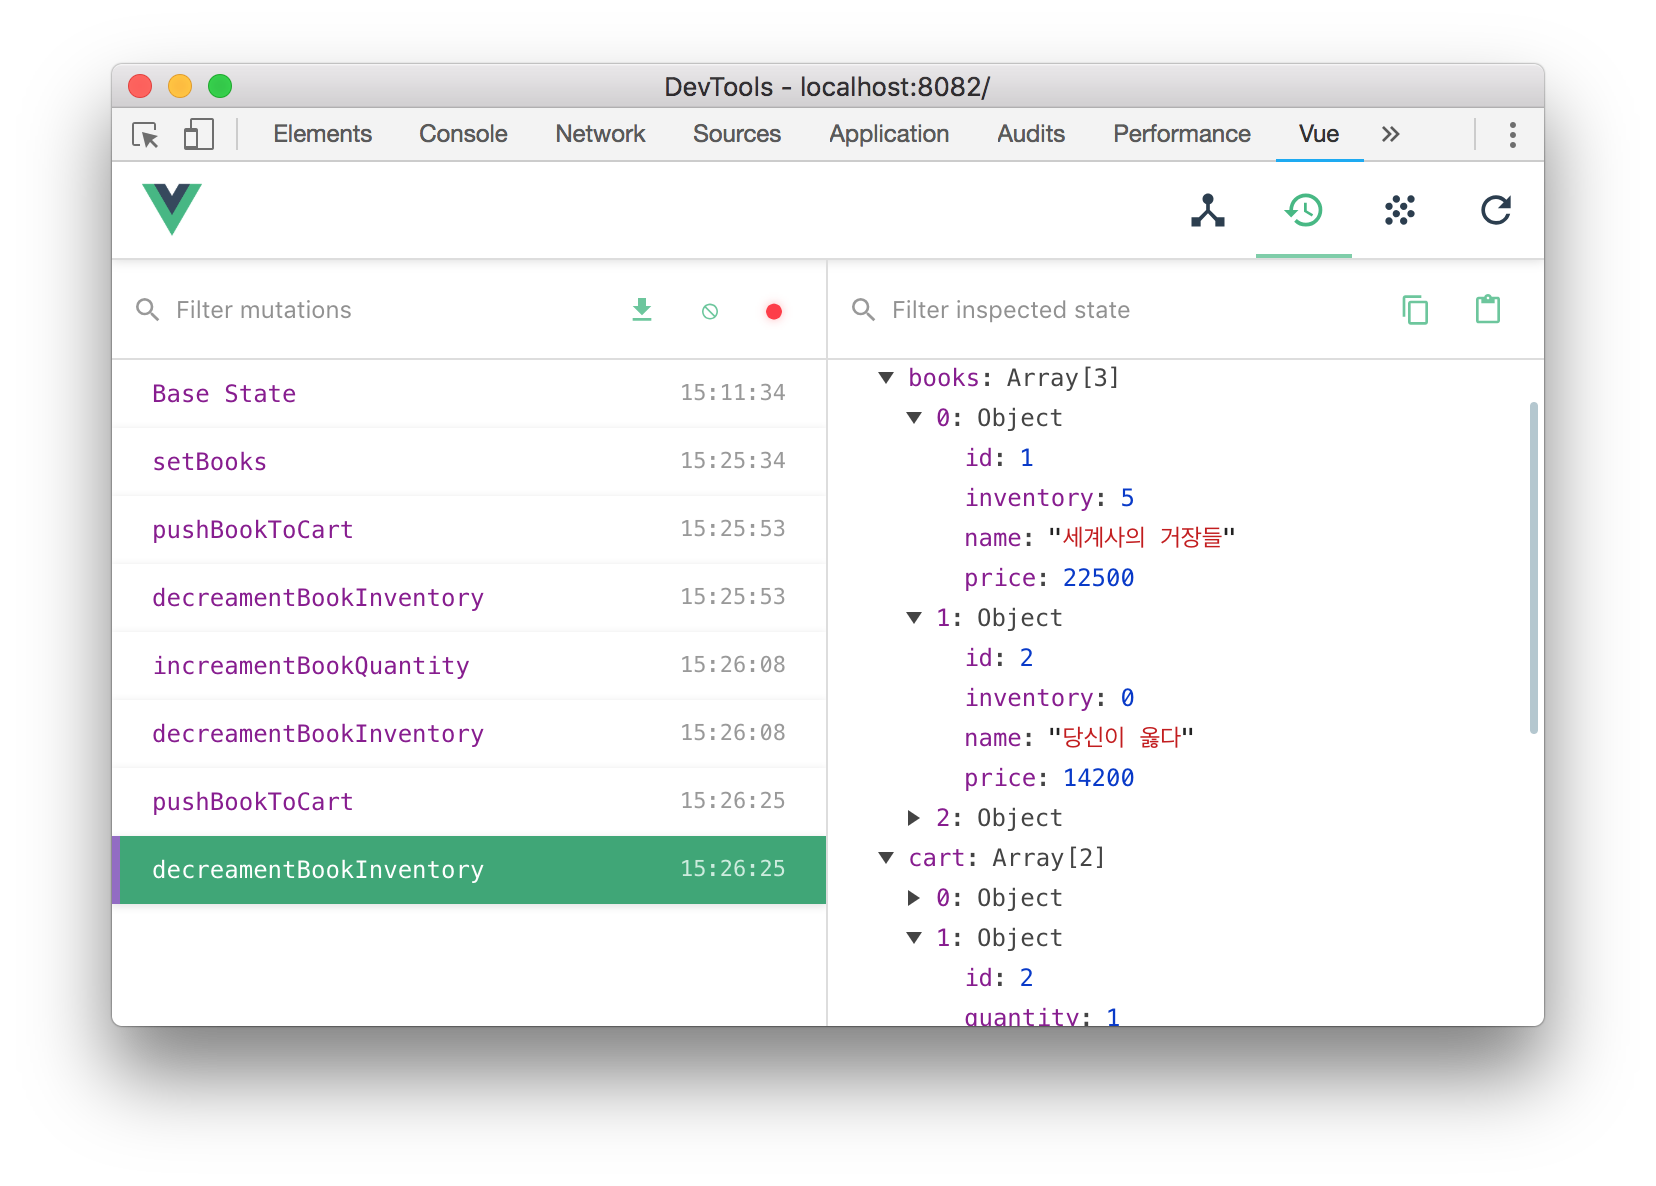 DevTools - localhost:8082/
Elements Console Network Sources Application Audits Performance Vue »
Filter mutations
Base State 15:11:34
setBooks 15:25:34
pushBookToCart 15:25:53
decreamentBookInventory 15:25:53
increamentBookQuantity 15:26:08
decreamentBookInventory 15:26:08
pushBookToCart 15:26:25
decreamentBookInventory 15:26:25
Filter inspected state
books: Array[3]
0: Object
id: 1
inventory: 5
name: "세계사의 거장들"
price: 22500
1: Object
id: 2
inventory: 0
name: "당신이 옳다"
price: 14200
2: Object
cart: Array[2]
0: Object
1: Object
id: 2
quantity: 1